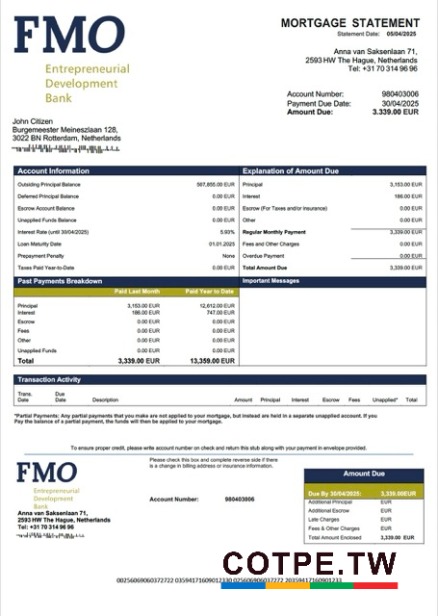 FMO
Entrepreneurial
Development
Bank
MORTGAGE STATEMENT
Statement Date: 05/04/2025
Anna van Saksenlaan 71,
2593 HW The Hague, Netherlands
Tel: +31 70 314 96 96
Account Number: 980403006
Payment Due Date: 30/04/2025
Amount Due: 3.339.00 EUR
John Citizen
Burgemeester Meineszlaan 128,
3022 BN Rotterdam, Netherlands
Account Information
Outsiding Principal Balance EUR
Deferred Principal Balance 0.00 EUR
Escrow Account Balance 0.00 EUR
Unapplied Funds Balance 0.00 EUR
Interest Rate (until 30/04/2025) 5.93%
Loan Maturity Date 01.01.2025
Prepayment Penalty None
Taxes Paid Year-to-Date 0.00 EUR
Explanation of Amount Due
Principal 3,153.00 EUR
Interest 186.00 EUR
Escrow (For Taxes and/or Insurance) 0.00 EUR
Other 0.00 EUR
Regular Monthly Payment 3,339.00 EUR
Fees and Other Charges 0.00 EUR
Overdue Payment 0.00 EUR
Total Amount Due 3,339.00 EUR
Past Payments Breakdown
Paid Last Month Paid Year to Date
Principal 3,153.00 EUR 12,612.00 EUR
Interest 186.00 EUR 747.00 EUR
Escrow 0.00 EUR 0.00 EUR
Fees 0.00 EUR 0.00 EUR
Other 0.00 EUR 0.00 EUR
Unapplied Funds 0.00 EUR 0.00 EUR
Total 3,339.00 EUR 13,359.00 EUR
Important Messages
Transaction Activity
Trans. Date Due Date Description Amount Principal Interest Escrow Fees Unapplied* Total
*Partial Payments: Any partial payments that you make are not applied to your mortgage, but instead are held in a separate unapplied account. If you
Pay the balance of a partial payment, the funds will then be applied to your mortgage.
To ensure proper credit, please write account number on check and return this stub along with your payment in envelope provided.
FMO
Entrepreneurial
Development
Bank
Anna van Saksenlaan 71,
2593 HW The Hague, Netherlands
Tel: +31 70 314 96 96
Please check this box and complete reverse side if there
is a change in billing address or insurance information.
Account Number: 980403006
Amount Due
Due By 30/04/2025: 3,339.00EUR
Additional Principal EUR
Additional Escrow EUR
Late Charges EUR
Fees & Other Charges EUR
Total Amount Enclosed 3,339.00 EUR
COTPE.TW